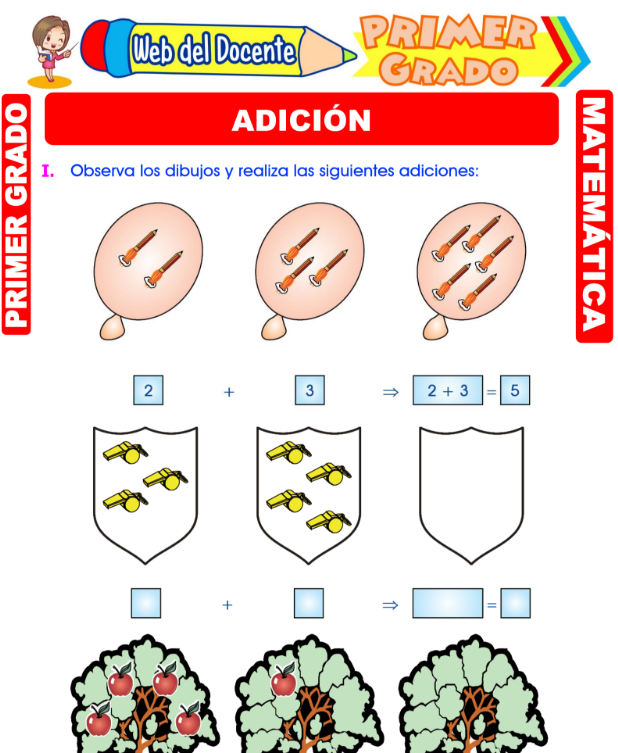 Web del Docente
PRIMER
GRADO
PRIMER GRADO
ADICIÓN
MATEMÁTICA
I. Observa los dibujos y realiza las siguientes adiciones:
2 + 3 ⇒ 2 + 3 = 5
+ ⇒ =